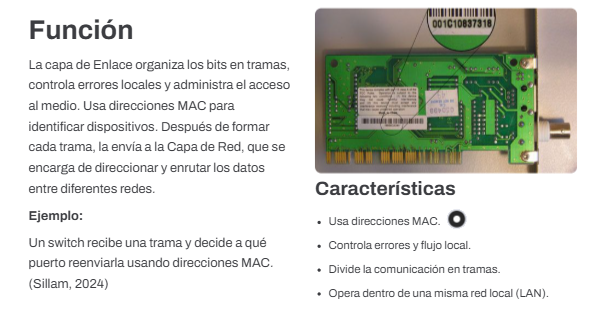 Función
La capa de Enlace organiza los bits en tramas,
controla errores locales y administra el acceso
al medio. Usa direcciones MAC para
identificar dispositivos. Después de formar
cada trama, la envía a la Capa de Red, que se
encarga de direccionar y enrutar los datos
entre diferentes redes.
Ejemplo:
Un switch recibe una trama y decide a qué
puerto reenviarla usando direcciones MAC.
(Sillam, 2024)
001C10837318
Características
• Usa direcciones MAC.
• Controla errores y flujo local.
• Divide la comunicación en tramas.
• Opera dentro de una misma red local (LAN).